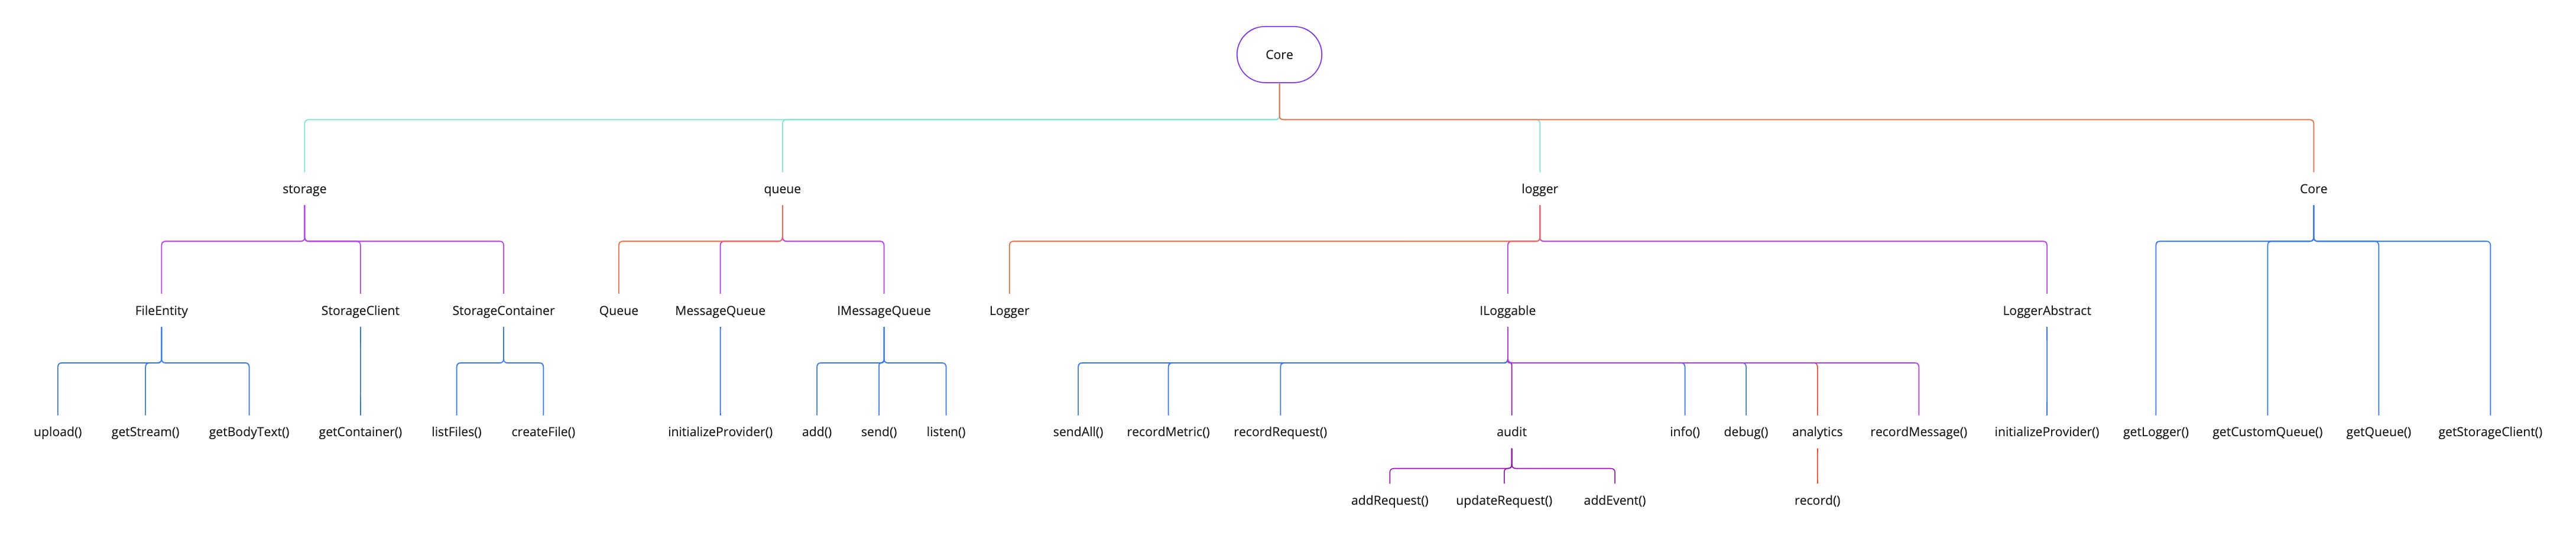 Core
storage
queue
logger
Core
FileEntity
StorageClient
StorageContainer
Queue
MessageQueue
IMessageQueue
Logger
ILoggable
LoggerAbstract
upload()
getStream()
getBodyText()
getContainer()
listFiles()
createFile()
initializeProvider()
add()
send()
listen()
sendAll()
recordMetric()
recordRequest()
audit
info()
debug()
analytics
recordMessage()
initializeProvider()
getLogger()
getCustomQueue()
getQueue()
getStorageClient()
addRequest()
updateRequest()
addEvent()
record()